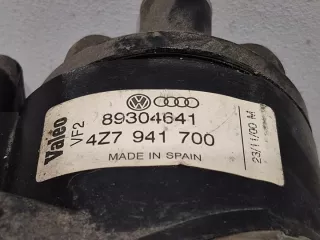 Valeo
VF2
89304641
4Z7 941 700
MADE IN SPAIN
23/11/00 M